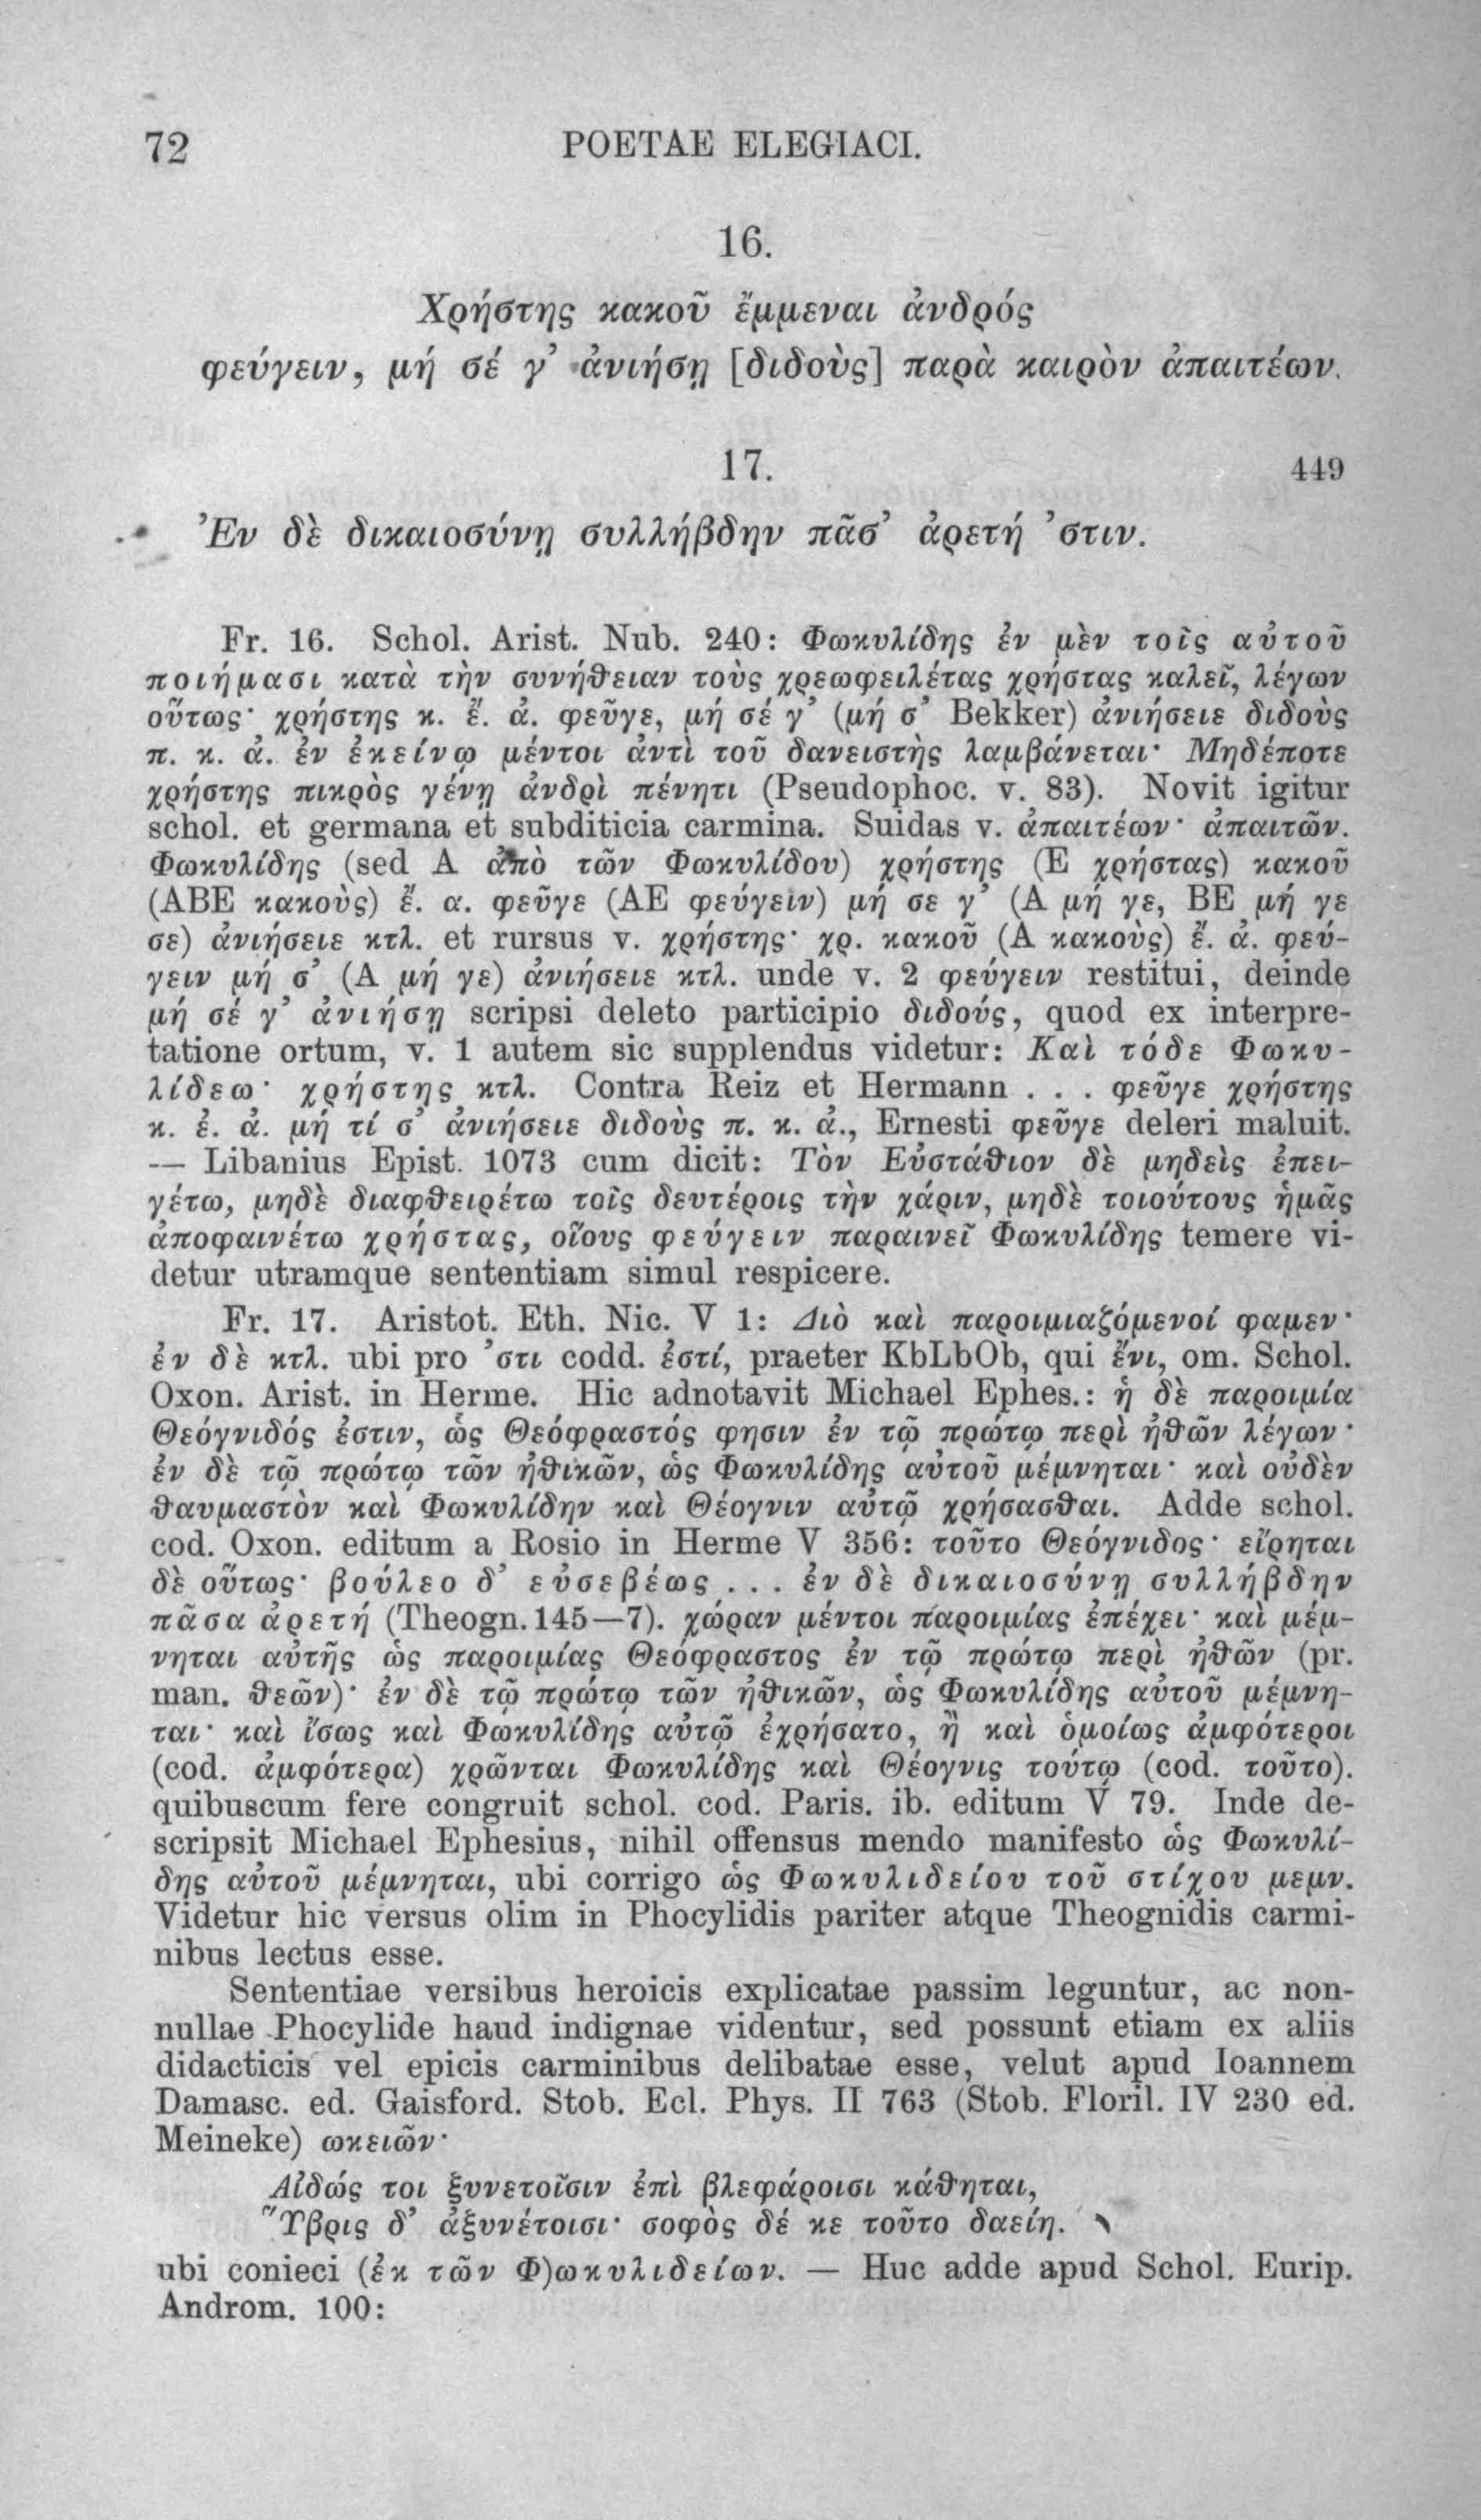 72 POETAE ELEGIACI.
16.
Χρήστης κακοῦ ἔμμεναι ἀνδρός
φεύγειν, μή σέ γ’ ἀνιήσῃ [διδοὺς] παρὰ καιρὸν ἀπαιτέων.
17. 449
Ἐν δὲ δικαιοσύνῃ συλλήβδην πᾶσ’ ἀρετή ’στιν.
Fr. 16. Schol. Arist. Nub. 240: Φωκυλίδης ἐν μὲν τοῖς αὐτοῦ
ποιήμασι κατὰ τὴν συνήθειαν τοὺς χρεωφειλέτας χρήστας καλεῖ, λέγων
οὕτως· χρήστης κ. ἔ. ἀ. φεῦγε, μή σέ γ’ (μή σ’ Bekker) ἀνιήσειε διδοὺς
π. κ. ἀ. ἐν ἐκείνῳ μέντοι ἀντὶ τοῦ δανειστὴς λαμβάνεται· Μηδέποτε
χρήστης πικρὸς γένῃ ἀνδρὶ πένητι (Pseudophoc. v. 83). Novit igitur
schol. et germana et subditicia carmina. Suidas v. ἀπαιτέων· ἀπαιτῶν.
Φωκυλίδης (sed A ἀπὸ τῶν Φωκυλίδου) χρήστης (E χρήστας) κακοῦ
(ABE κακοὺς) ἔ. α. φεῦγε (AE φεύγειν) μή σε γ’ (A μή γε, BE μή γε
σε) ἀνιήσειε κτλ. et rursus v. χρήστης· χρ. κακοῦ (A κακοὺς) ἔ. ἀ. φεύ-
γειν μή σ’ (A μή γε) ἀνιήσειε κτλ. unde v. 2 φεύγειν restitui, deinde
μή σέ γ’ ἀνιήσῃ scripsi deleto participio διδούς, quod ex interpre-
tatione ortum, v. 1 autem sic supplendus videtur: Καὶ τόδε Φωκυ-
λίδεω· χρήστης κτλ. Contra Reiz et Hermann . . . φεῦγε χρήστης
κ. ἐ. ἀ. μή τί σ’ ἀνιήσειε διδοὺς π. κ. ἀ., Ernesti φεῦγε deleri maluit.
— Libanius Epist. 1073 cum dicit: Τὸν Εὐστάθιον δὲ μηδεὶς ἐπει-
γέτω, μηδὲ διαφθειρέτω τοῖς δευτέροις τὴν χάριν, μηδὲ τοιούτους ἡμᾶς
ἀποφαινέτω χρήστας, οἵους φεύγειν παραινεῖ Φωκυλίδης temere vi-
detur utramque sententiam simul respicere.
Fr. 17. Aristot. Eth. Nic. V 1: Διὸ καὶ παροιμιαζόμενοί φαμεν·
ἐν δὲ κτλ. ubi pro ’στι codd. ἐστί, praeter KbLbOb, qui ἔνι, om. Schol.
Oxon. Arist. in Herme. Hic adnotavit Michael Ephes.: ἡ δὲ παροιμία
Θεόγνιδός ἐστιν, ὡς Θεόφραστός φησιν ἐν τῷ πρώτῳ περὶ ἠθῶν λέγων·
ἐν δὲ τῷ πρώτῳ τῶν ἠθικῶν, ὡς Φωκυλίδης αὐτοῦ μέμνηται· καὶ οὐδὲν
θαυμαστὸν καὶ Φωκυλίδην καὶ Θέογνιν αὐτῷ χρήσασθαι. Adde schol.
cod. Oxon. editum a Rosio in Herme V 356: τοῦτο Θεόγνιδος· εἴρηται
δὲ οὕτως· βούλεο δ’ εὐσεβέως . . . ἐν δὲ δικαιοσύνῃ συλλήβδην
πᾶσα ἀρετή (Theogn. 145—7). χώραν μέντοι παροιμίας ἐπέχει· καὶ μέμ-
νηται αὐτῆς ὡς παροιμίας Θεόφραστος ἐν τῷ πρώτῳ περὶ ἠθῶν (pr.
man. θεῶν)· ἐν δὲ τῷ πρώτῳ τῶν ἠθικῶν, ὡς Φωκυλίδης αὐτοῦ μέμνη-
ται· καὶ ἴσως καὶ Φωκυλίδης αὐτῷ ἐχρήσατο, ἢ καὶ ὁμοίως ἀμφότεροι
(cod. ἀμφότερα) χρῶνται Φωκυλίδης καὶ Θέογνις τούτῳ (cod. τοῦτο).
quibuscum fere congruit schol. cod. Paris. ib. editum V 79. Inde de-
scripsit Michael Ephesius, nihil offensus mendo manifesto ὡς Φωκυλί-
δης αὐτοῦ μέμνηται, ubi corrigo ὡς Φωκυλιδείου τοῦ στίχου μεμν.
Videtur hic versus olim in Phocylidis pariter atque Theognidis carmi-
nibus lectus esse.
Sententiae versibus heroicis explicatae passim leguntur, ac non-
nullae Phocylide haud indignae videntur, sed possunt etiam ex aliis
didacticis vel epicis carminibus delibatae esse, velut apud Ioannem
Damasc. ed. Gaisford. Stob. Ecl. Phys. II 763 (Stob. Floril. IV 230 ed.
Meineke) ωκειῶν·
Αἰδώς τοι ξυνετοῖσιν ἐπὶ βλεφάροισι κάθηται,
Ὕβρις δ’ ἀξυνέτοισι· σοφὸς δέ κε τοῦτο δαείη.
ubi conieci (ἐκ τῶν Φ)ωκυλιδείων. — Huc adde apud Schol. Eurip.
Androm. 100: